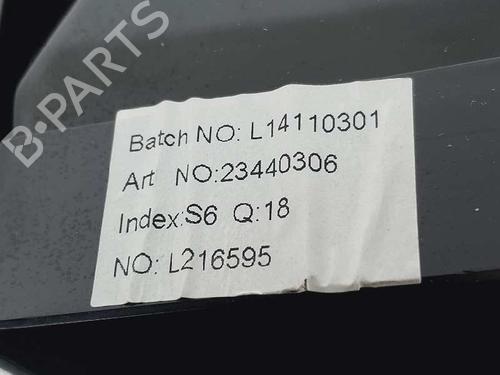 B-PARTS
Batch NO: L14110301
Art NO:23440306
Index:S6 Q:18
NO: L216595